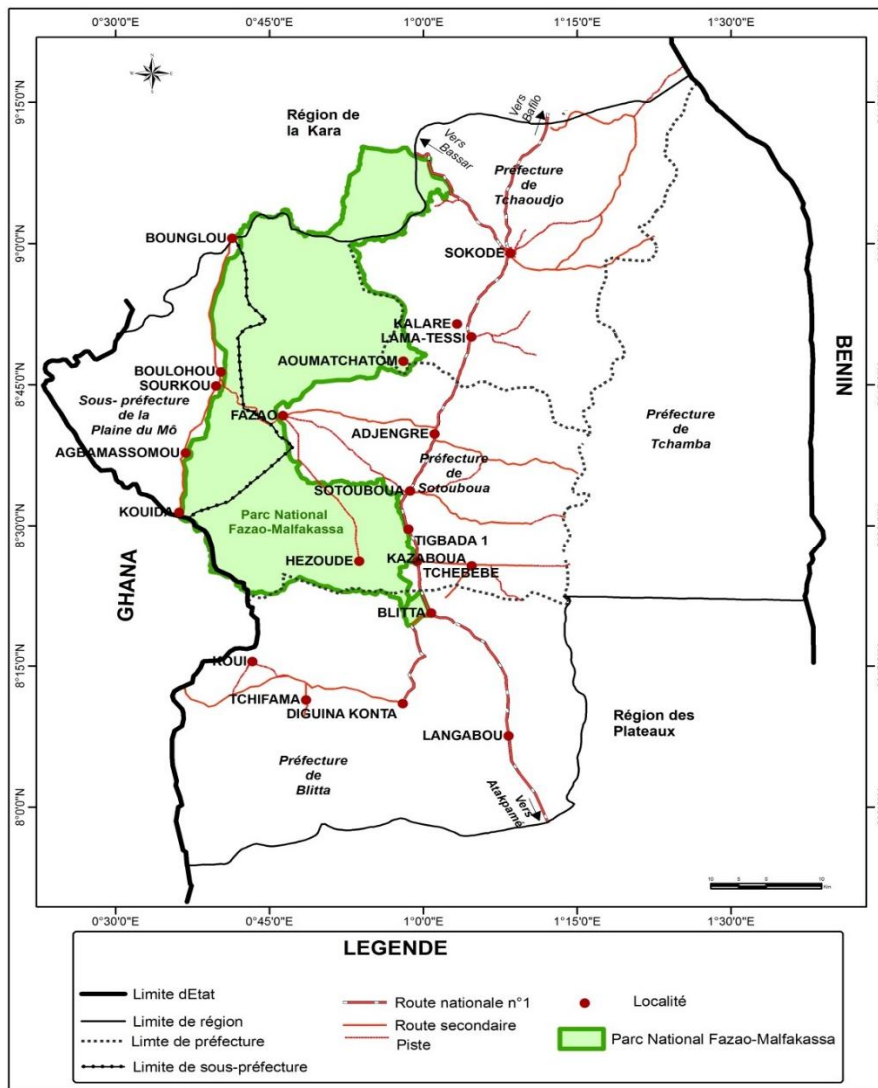 0°30'0"E 0°45'0"E 1°0'0"E 1°15'0"E 1°30'0"E
9°15'0"N
9°0'0"N
8°45'0"N
8°30'0"N
8°15'0"N
8°0'0"N
Région de
la Kara
Vers
Bassar
Vers
Bafilo
Préfecture
de
Tchaoudjo
BOUNGLOU
SOKODE
KALARE
LAMA-TESSI
BENIN
BOULOHOU
AOUMATCHATOM
SOURKOU
Sous- préfecture
de la
Plaine du Mô
FAZAO
ADJENGRE
Préfecture
de
Tchamba
AGBAMASSOMOU
Préfecture
de
Sotouboua
SOTOUBOUA
KOUIDA
Parc National
Fazao-Malfakassa
TIGBADA 1
HEZOUDE
KAZABOUA
TCHEBEBE
GHANA
BLITTA
KOUI
TCHIFAMA
DIGUINA KONTA
LANGABOU
Région des
Plateaux
Préfecture
de
Blitta
Vers
Atakpamé
10 5 0 10
Km
0°30'0"E 0°45'0"E 1°0'0"E 1°15'0"E 1°30'0"E
LEGENDE
Limite dEtat
Limite de région
Limte de préfecture
Limite de sous-préfecture
Route nationale n°1
Route secondaire
Piste
Localité
Parc National Fazao-Malfakassa